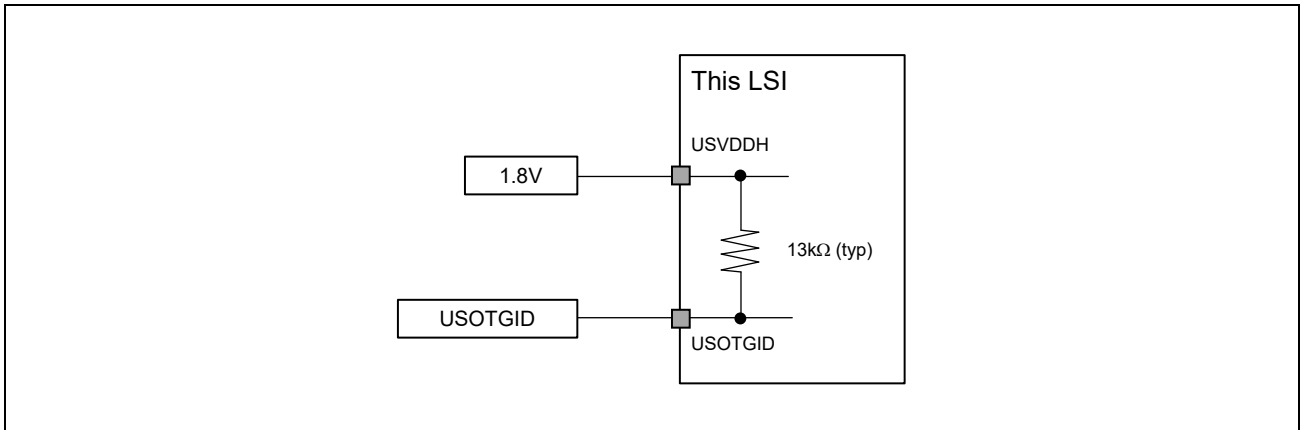 This LSI
USVDDH
1.8V
13kΩ (typ)
USOTGID
USOTGID